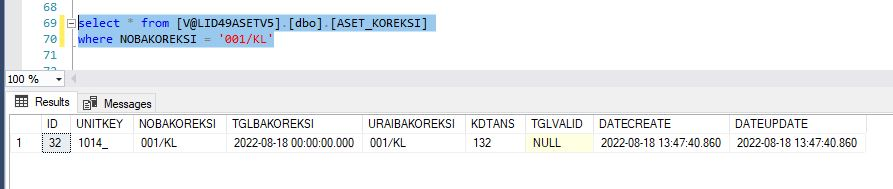 68
69 select * from [V@LID49ASETV5].[dbo].[ASET_KOREKSI]
70 where NOBAKOREKSI = '001/KL'
71
100 %
Results Messages
ID UNITKEY NOBAKOREKSI TGLBAKOREKSI URAIBAKOREKSI KDTANS TGLVALID DATECREATE DATEUPDATE
1 32 1014_ 001/KL 2022-08-18 00:00:00.000 001/KL 132 NULL 2022-08-18 13:47:40.860 2022-08-18 13:47:40.860